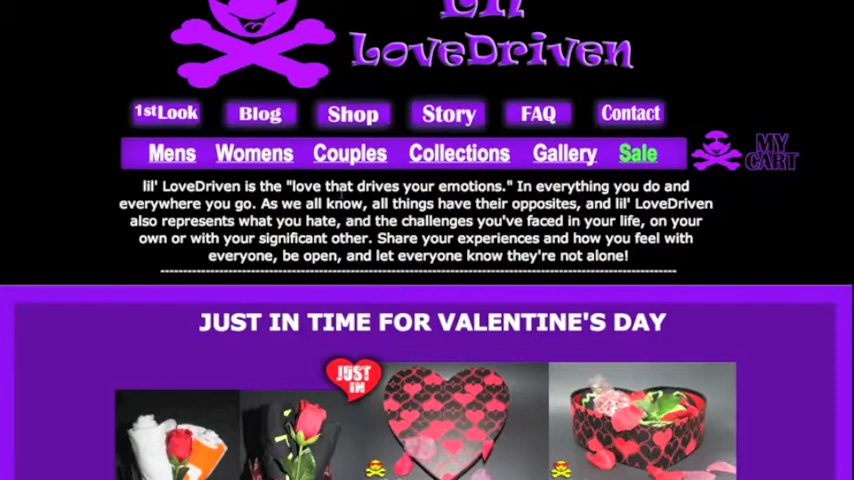 Lil
LoveDriven
1stLook Blog Shop Story FAQ Contact
Mens Womens Couples Collections Gallery Sale
MY
CART
lil' LoveDriven is the "love that drives your emotions." In everything you do and
everywhere you go. As we all know, all things have their opposites, and lil' LoveDriven
also represents what you hate, and the challenges you've faced in your life, on your
own or with your significant other. Share your experiences and how you feel with
everyone, be open, and let everyone know they're not alone!
JUST IN TIME FOR VALENTINE'S DAY
JUST
IN